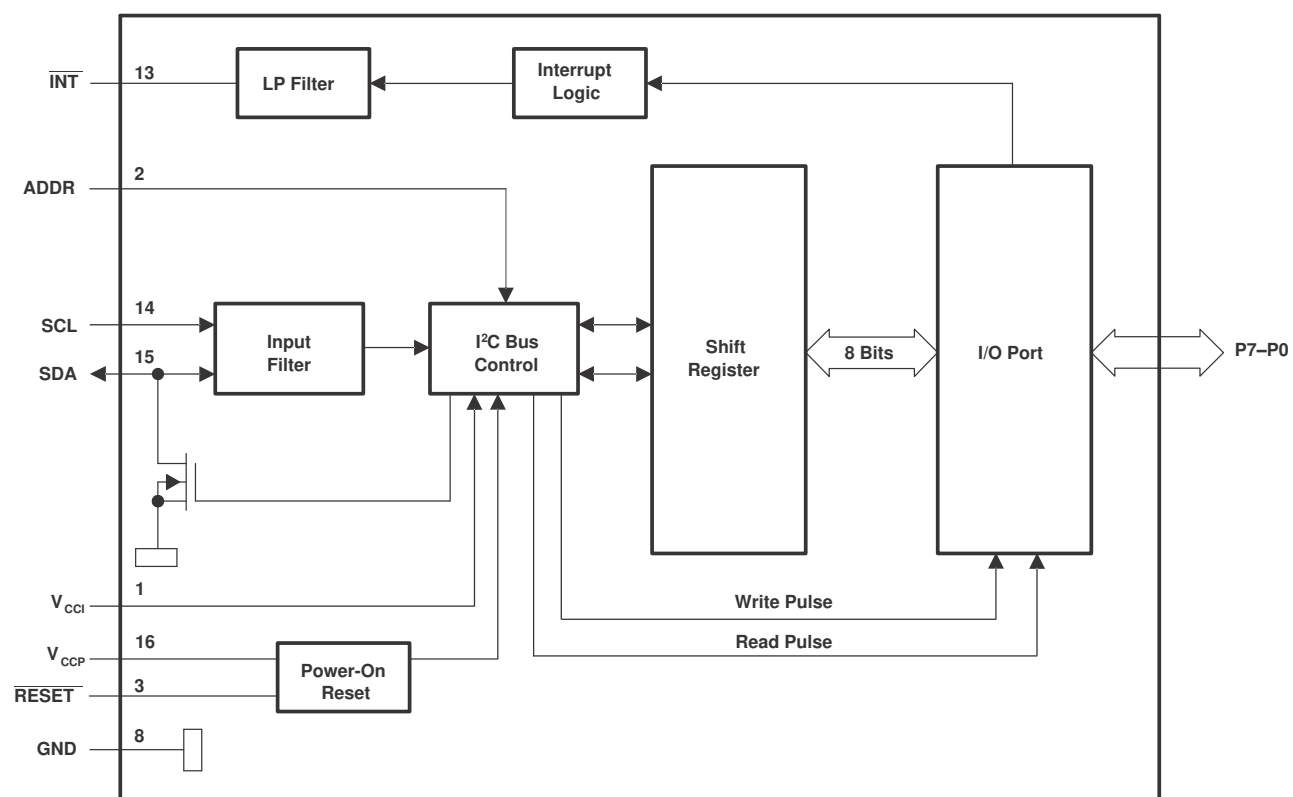 INT
13
LP Filter
Interrupt
Logic
ADDR
2
SCL
14
SDA
15
Input
Filter
I²C Bus
Control
Shift
Register
8 Bits
I/O Port
P7–P0
VCCI
1
Write Pulse
VCCP
16
Read Pulse
RESET
3
Power-On
Reset
GND
8